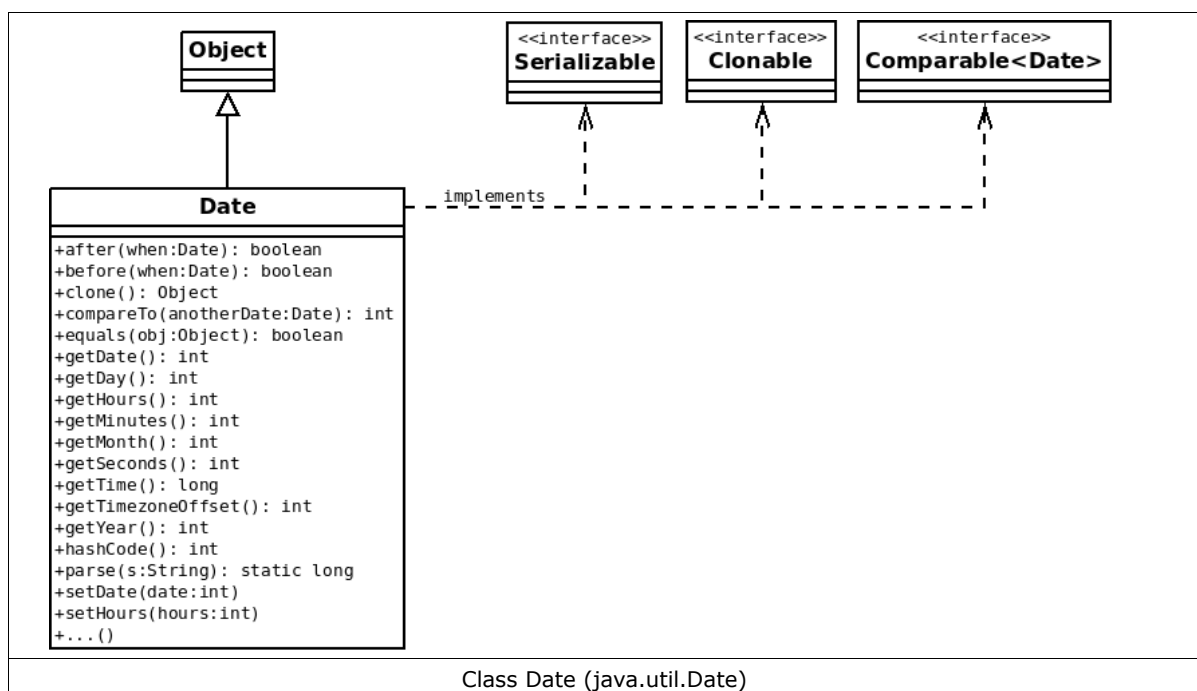 Object
<<interface>>
Serializable
<<interface>>
Clonable
<<interface>>
Comparable<Date>
implements
Date
+after(when:Date): boolean
+before(when:Date): boolean
+clone(): Object
+compareTo(anotherDate:Date): int
+equals(obj:Object): boolean
+getDate(): int
+getDay(): int
+getHours(): int
+getMinutes(): int
+getMonth(): int
+getSeconds(): int
+getTime(): long
+getTimezoneOffset(): int
+getYear(): int
+hashCode(): int
+parse(s:String): static long
+setDate(date:int)
+setHours(hours:int)
+...()
Class Date (java.util.Date)